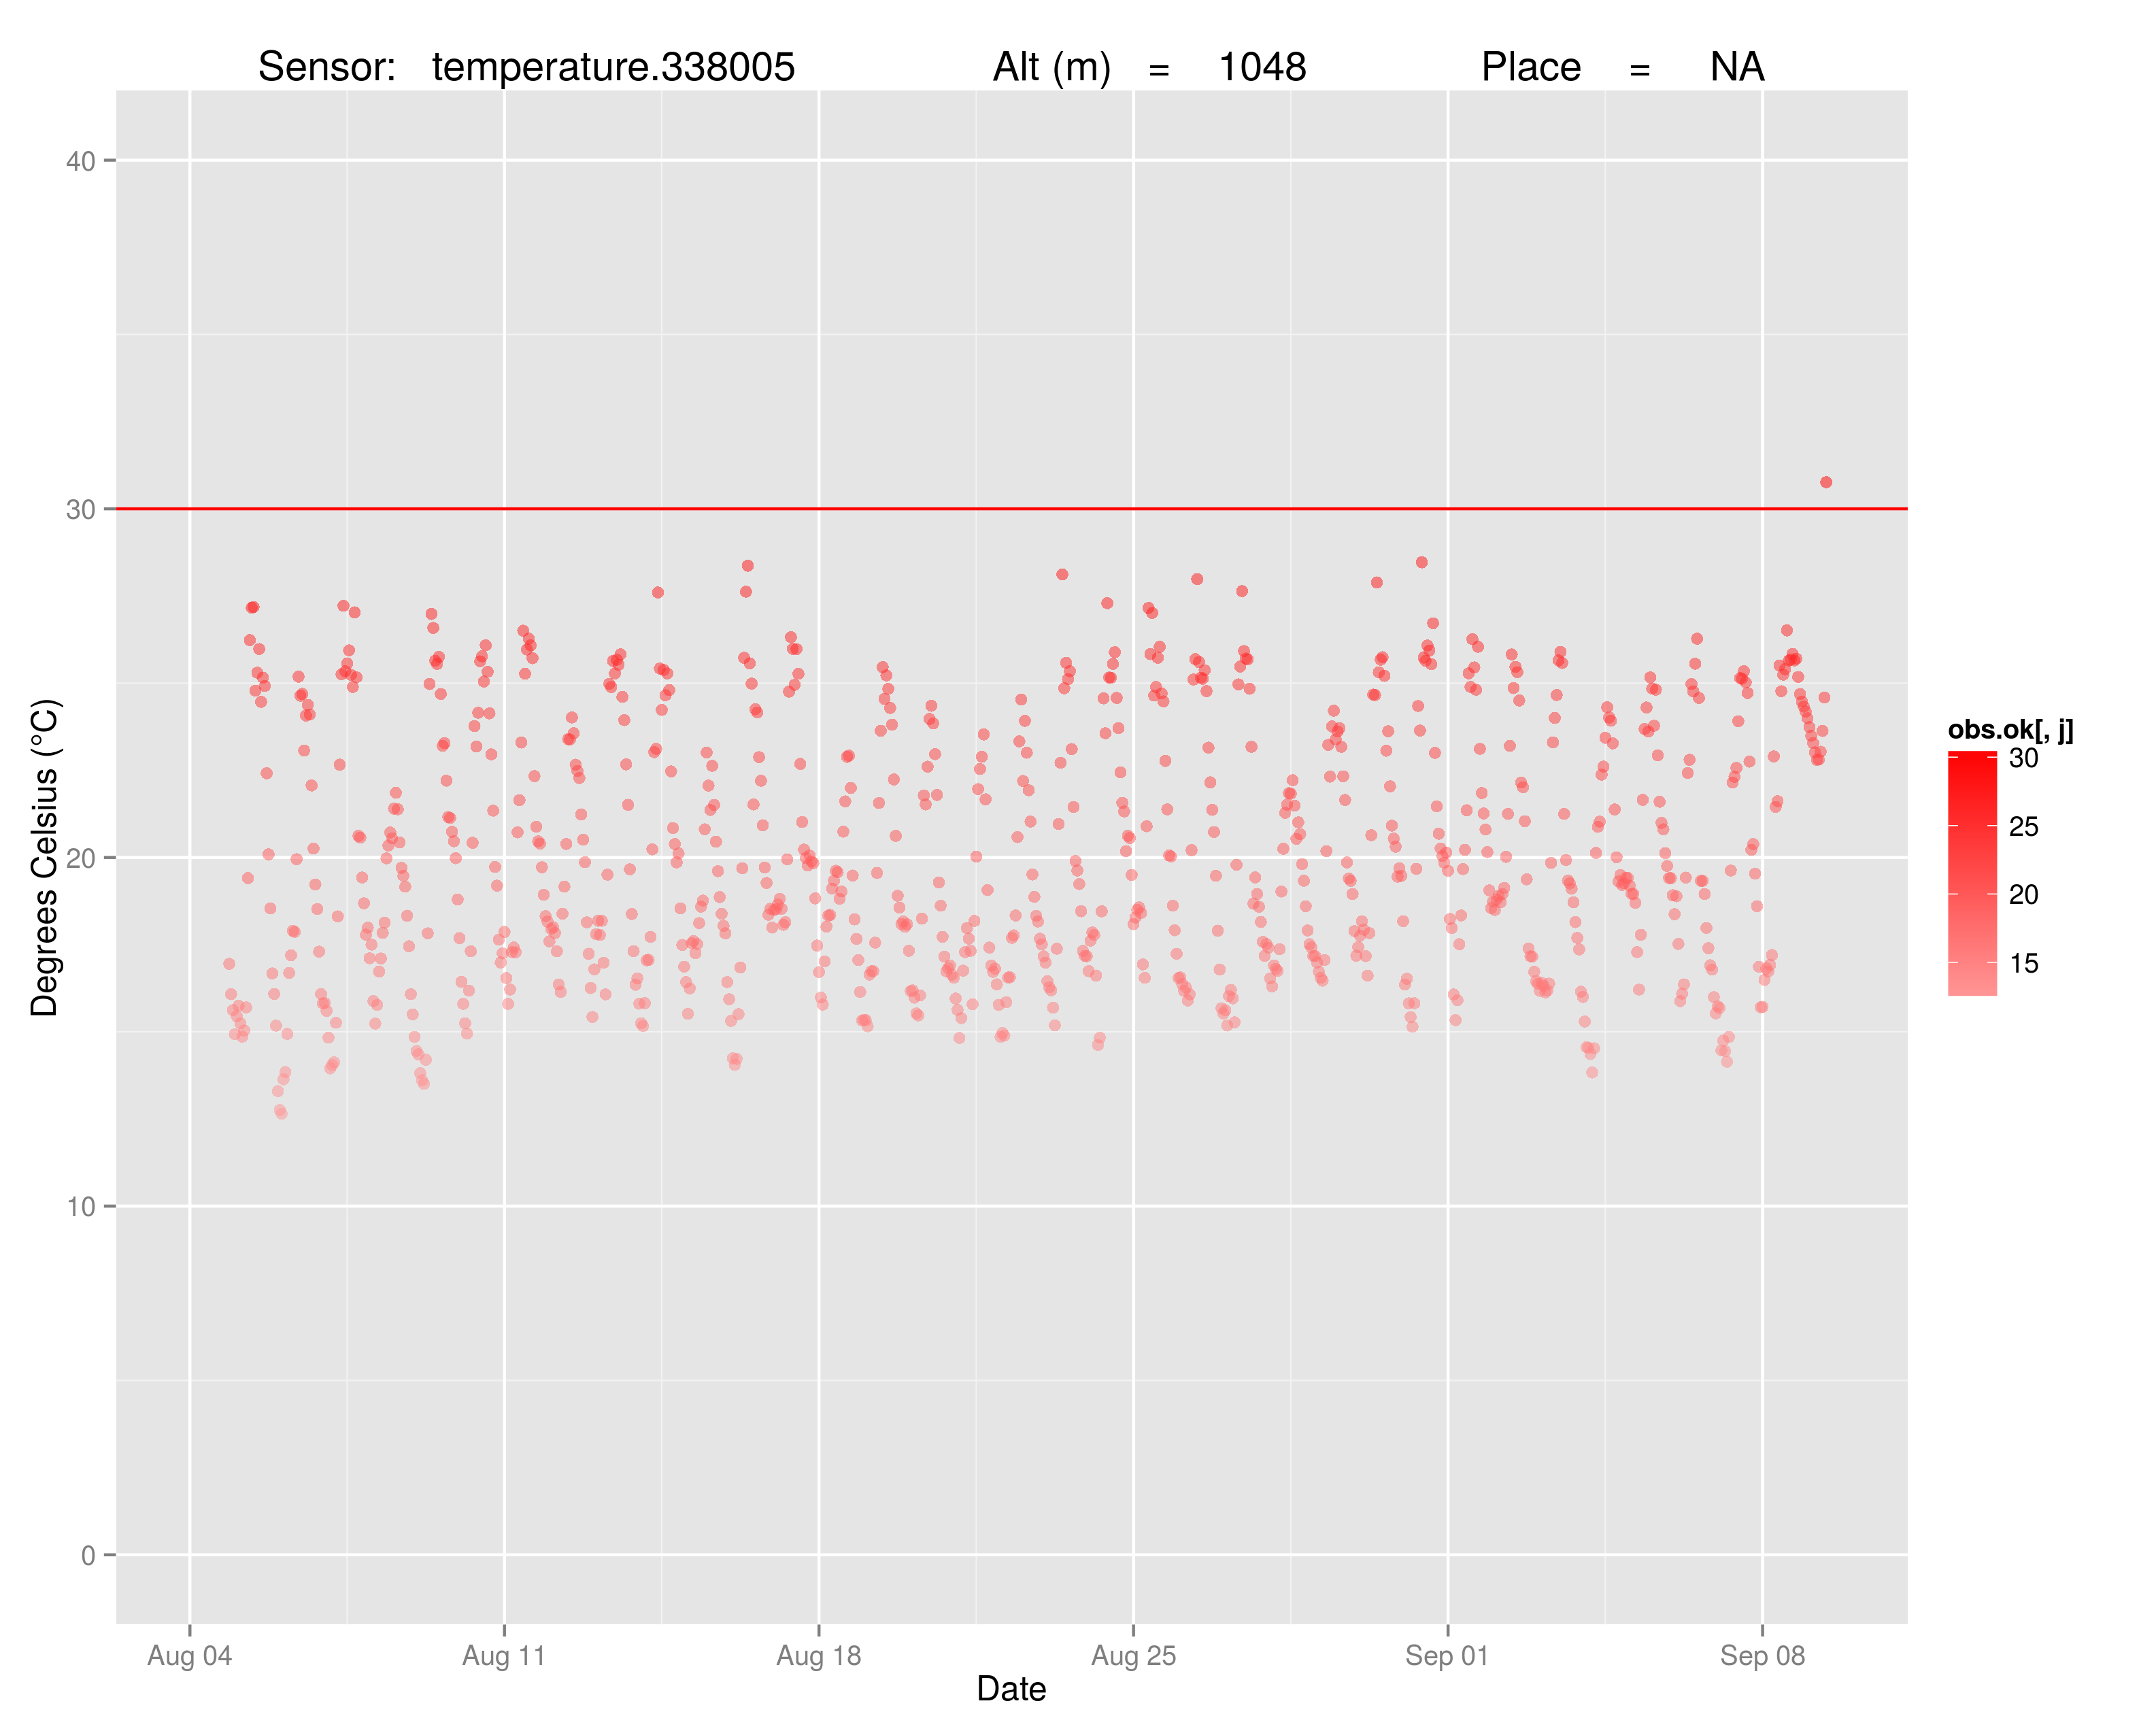 Sensor: temperature.338005 Alt (m) = 1048 Place = NA
40
30
20
10
0
Degrees Celsius (°C)
Aug 04 Aug 11 Aug 18 Aug 25 Sep 01 Sep 08
Date
obs.ok[, j]
30
25
20
15